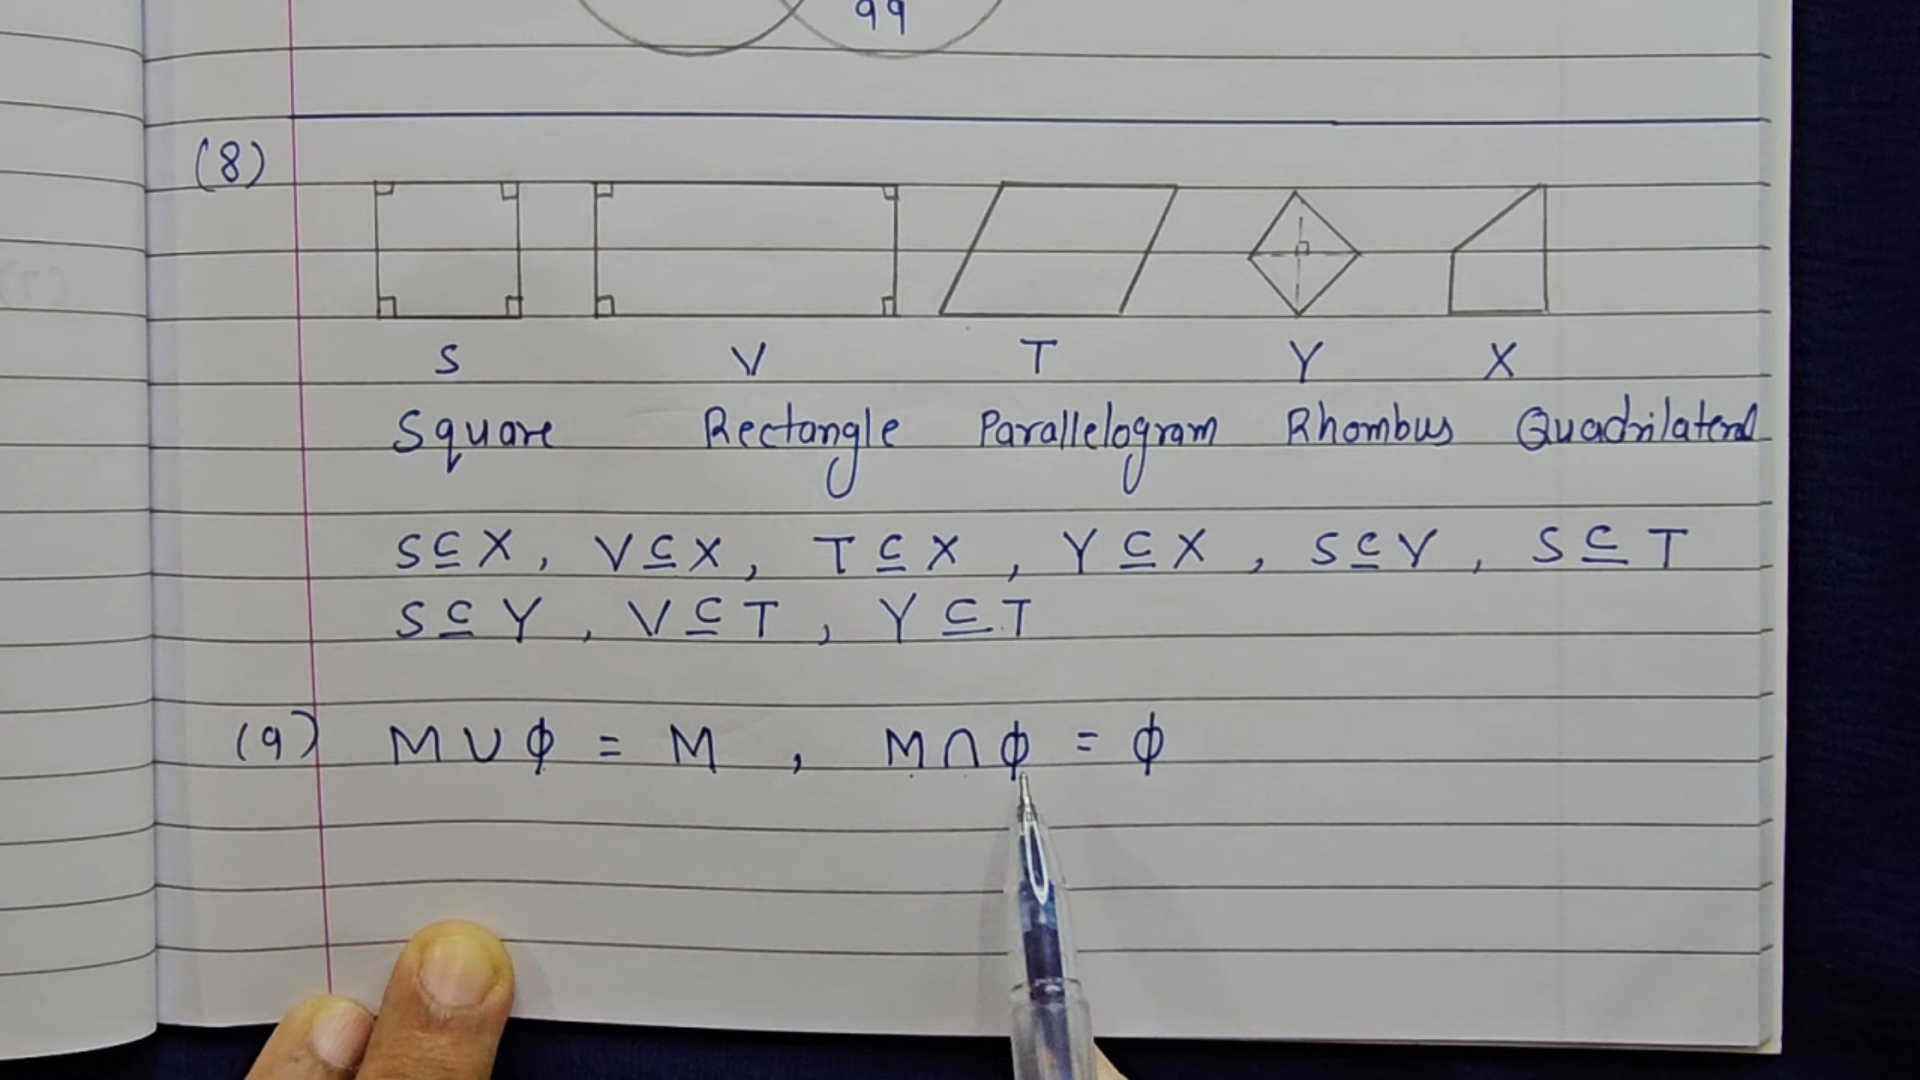 99
(8)
S V T Y X
Square Rectangle Parallelogram Rhombus Quadrilateral
S ⊆ X, V ⊆ X, T ⊆ X, Y ⊆ X, S ⊆ V, S ⊆ T
S ⊆ Y, V ⊆ T, Y ⊆ T
(9) M ∪ ϕ = M, M ∩ ϕ = ϕ